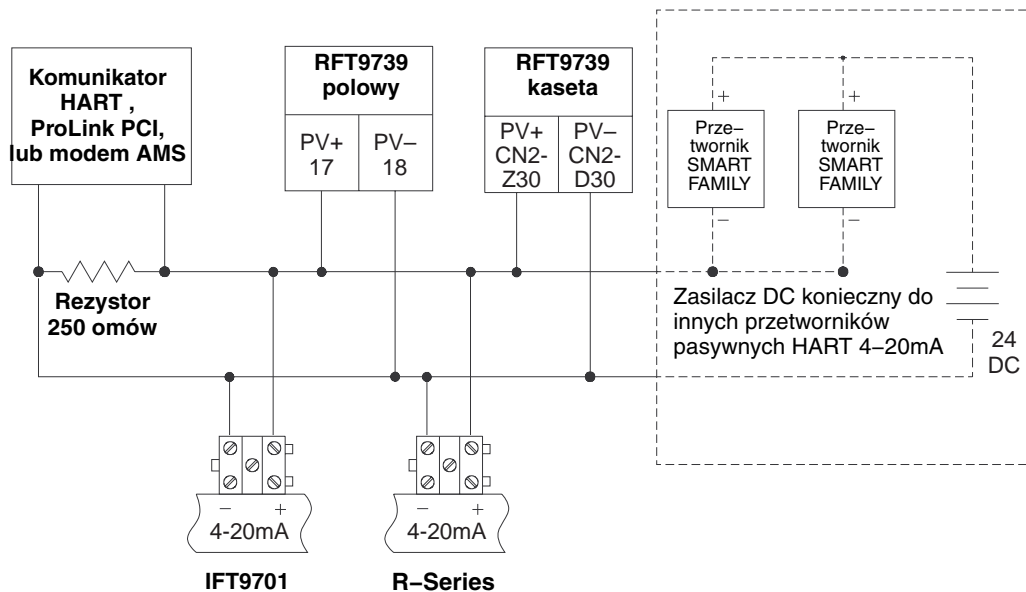 Komunikator
HART ,
ProLink PCI,
lub modem AMS
RFT9739
polowy
PV+
17
PV–
18
RFT9739
kaseta
PV+
CN2-
Z30
PV–
CN2-
D30
+
Prze–
twornik
SMART
FAMILY
–
+
Prze–
twornik
SMART
FAMILY
–
Rezystor
250 omów
Zasilacz DC konieczny do
innych przetworników
pasywnych HART 4–20mA
24
DC
– +
4-20mA
IFT9701
– +
4-20mA
R–Series